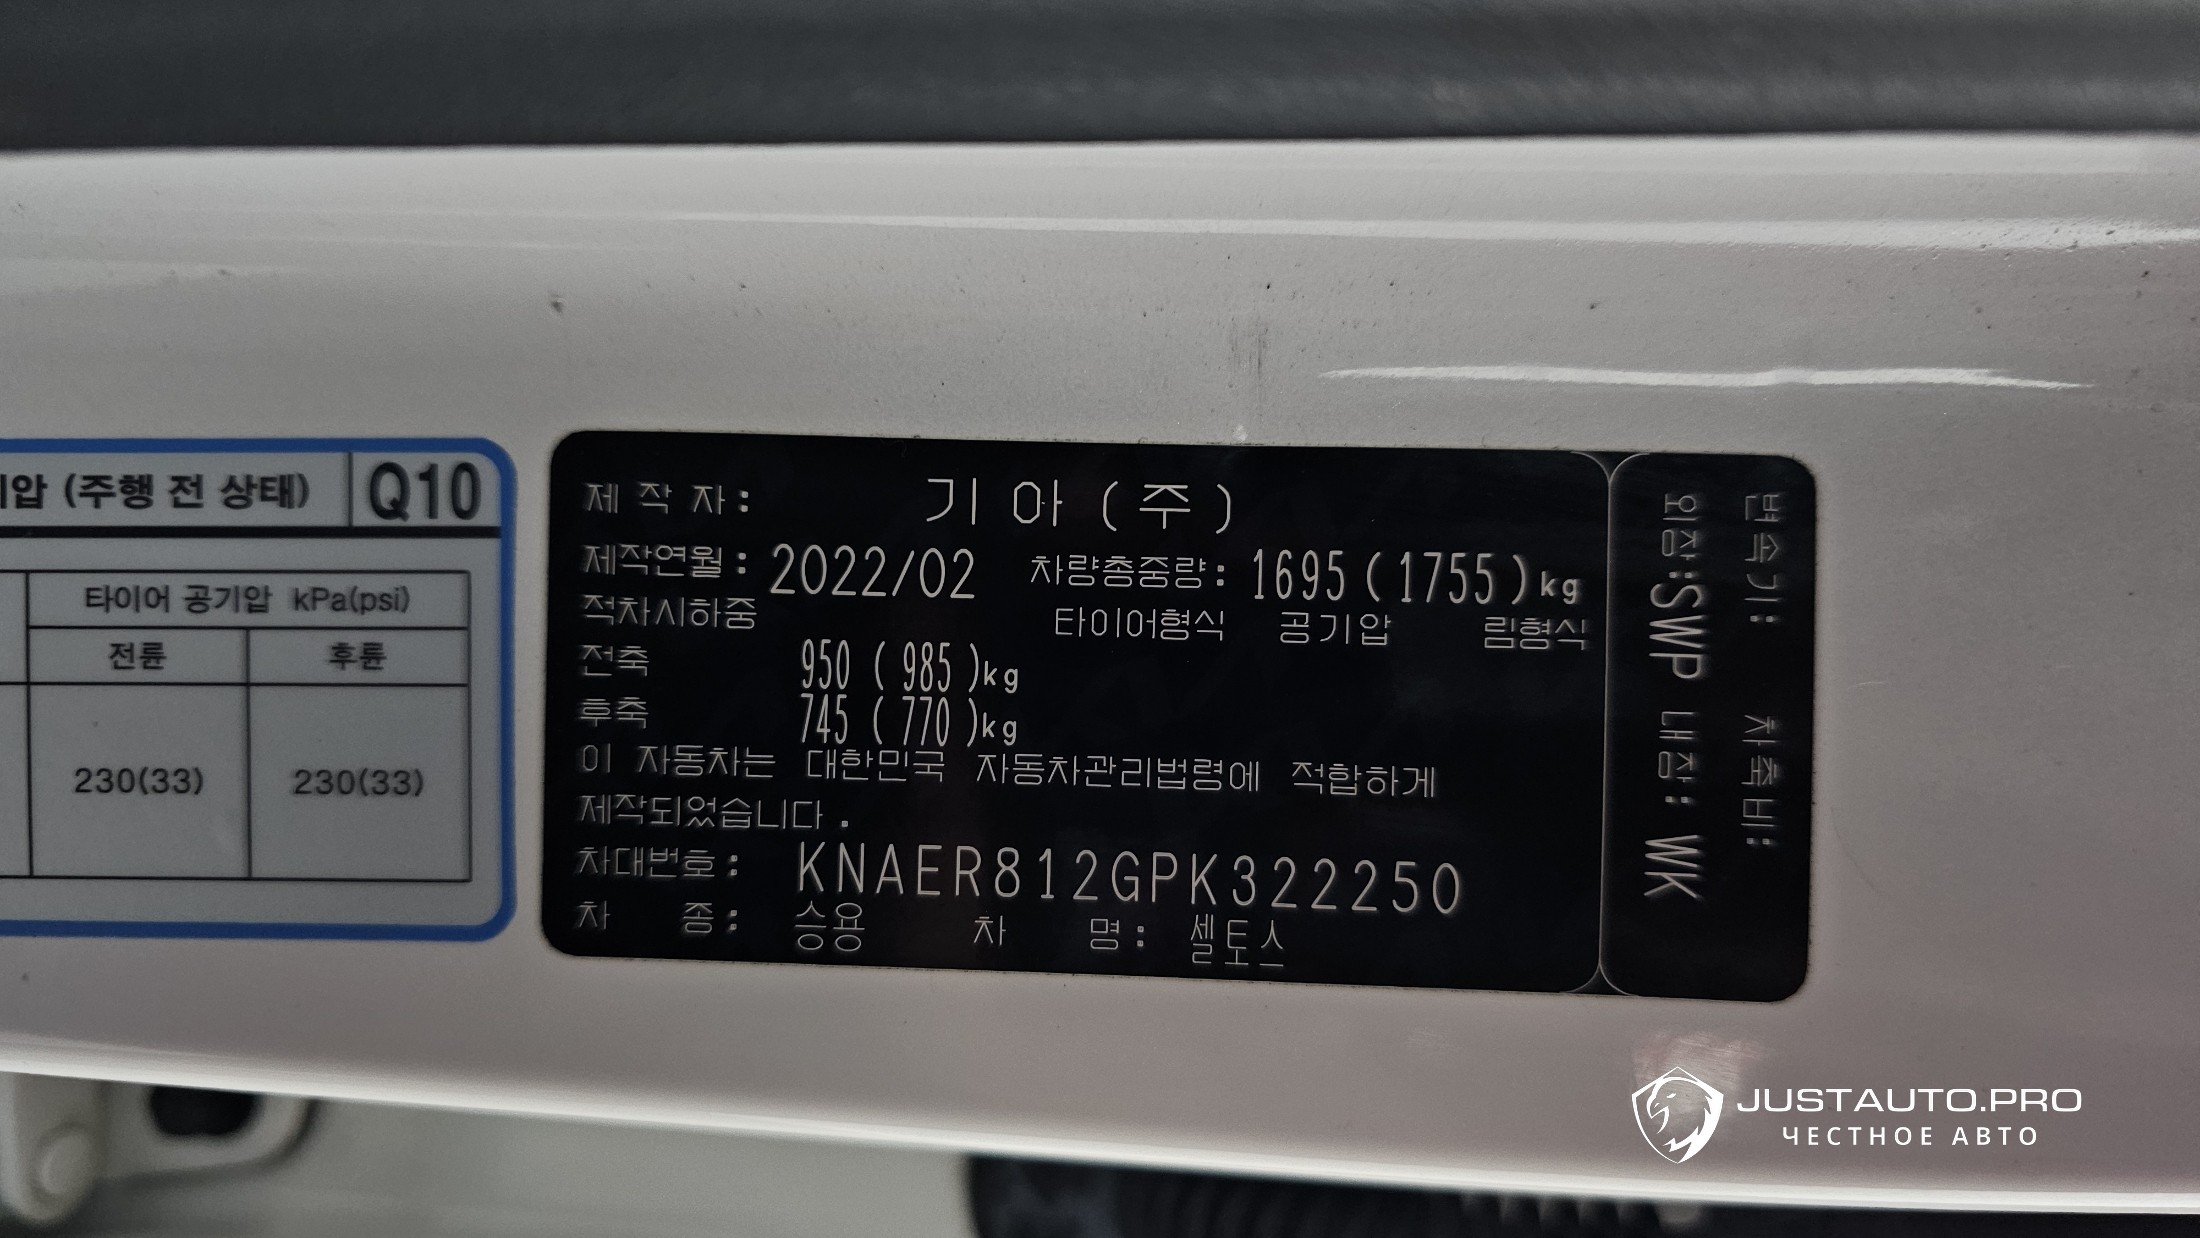 기압 (주행 전 상태) Q10
타이어 공기압 kPa(psi)
전륜 후륜
230(33) 230(33)
제 작 자 : 기 아 ( 주 )
제작연월 : 2022/02 차량총중량 : 1695 ( 1755 ) kg
적차시하중 타이어형식 공기압 림형식
전축 950 ( 985 )kg
후축 745 ( 770 )kg
이 자동차는 대한민국 자동차관리법령에 적합하게
제작되었습니다 .
차대번호 : KNAER812GPK322250
차 종 : 승용 차 명 : 셀토스
변속기 : 차축비 :
외장 : SWP 내장 : WK
JUSTAUTO.PRO
ЧЕСТНОЕ АВТО